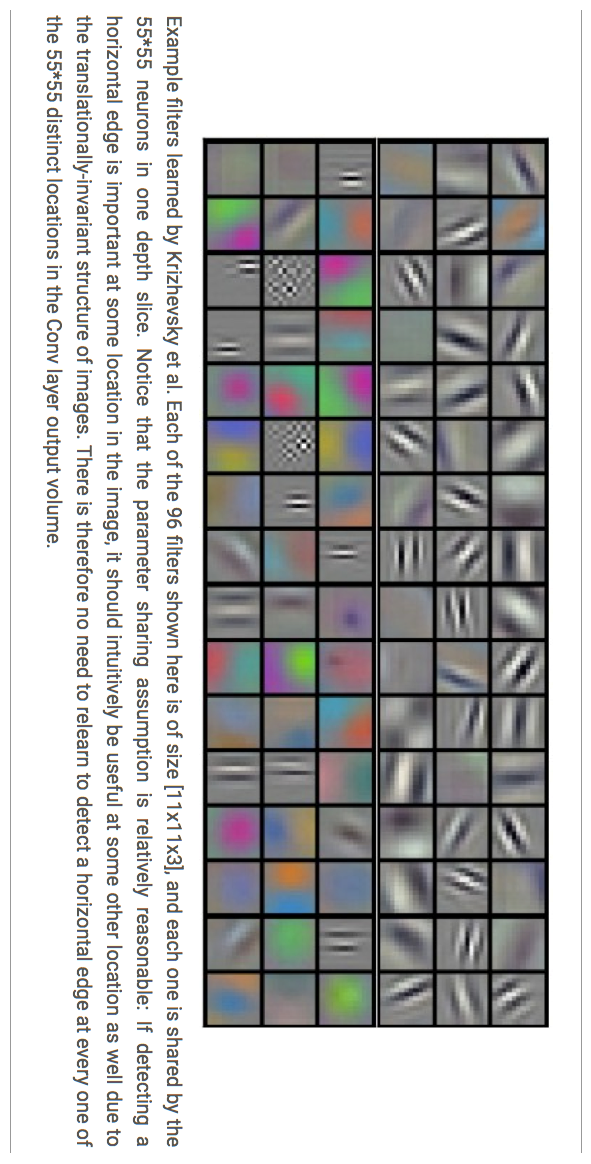 Example filters learned by Krizhevsky et al. Each of the 96 filters shown here is of size [11x11x3], and each one is shared by the
55*55 neurons in one depth slice. Notice that the parameter sharing assumption is relatively reasonable: If detecting a
horizontal edge is important at some location in the image, it should intuitively be useful at some other location as well due to
the translationally-invariant structure of images. There is therefore no need to relearn to detect a horizontal edge at every one of
the 55*55 distinct locations in the Conv layer output volume.